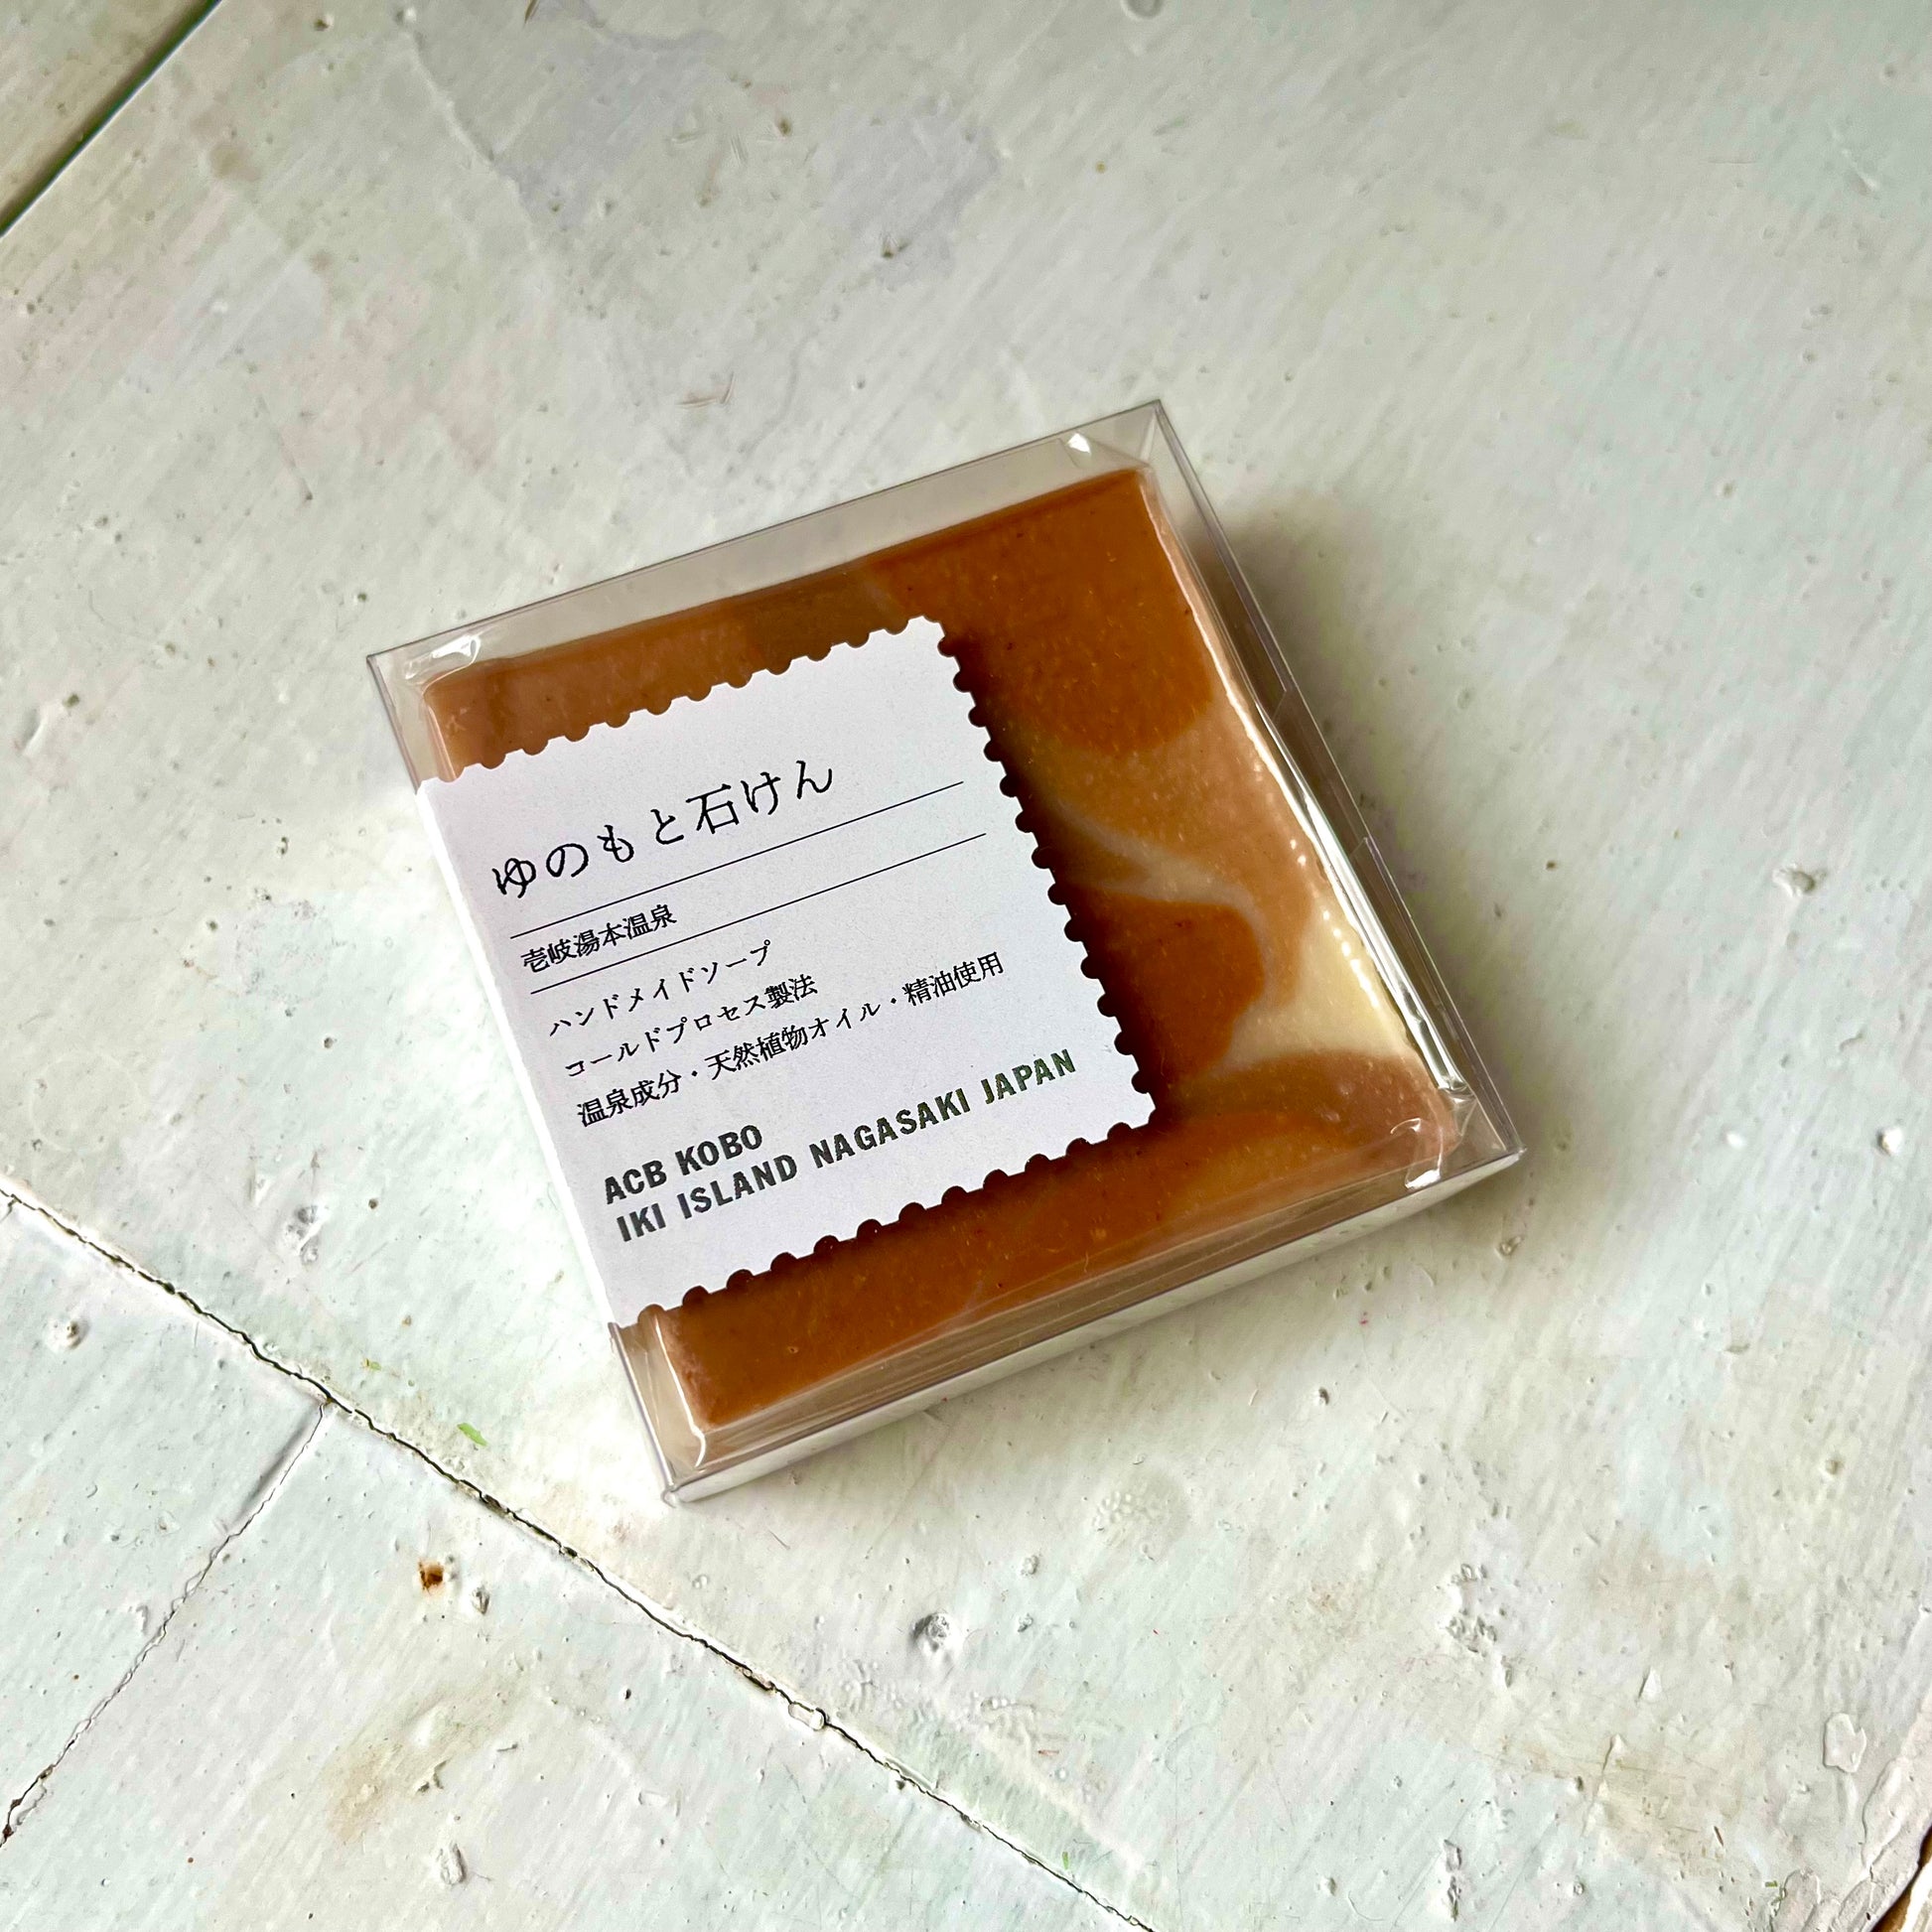 ゆのもと石けん
壱岐湯本温泉
ハンドメイドソープ
コールドプロセス製法
温泉成分・天然植物オイル・精油使用
ACB KOBO
IKI ISLAND NAGASAKI JAPAN